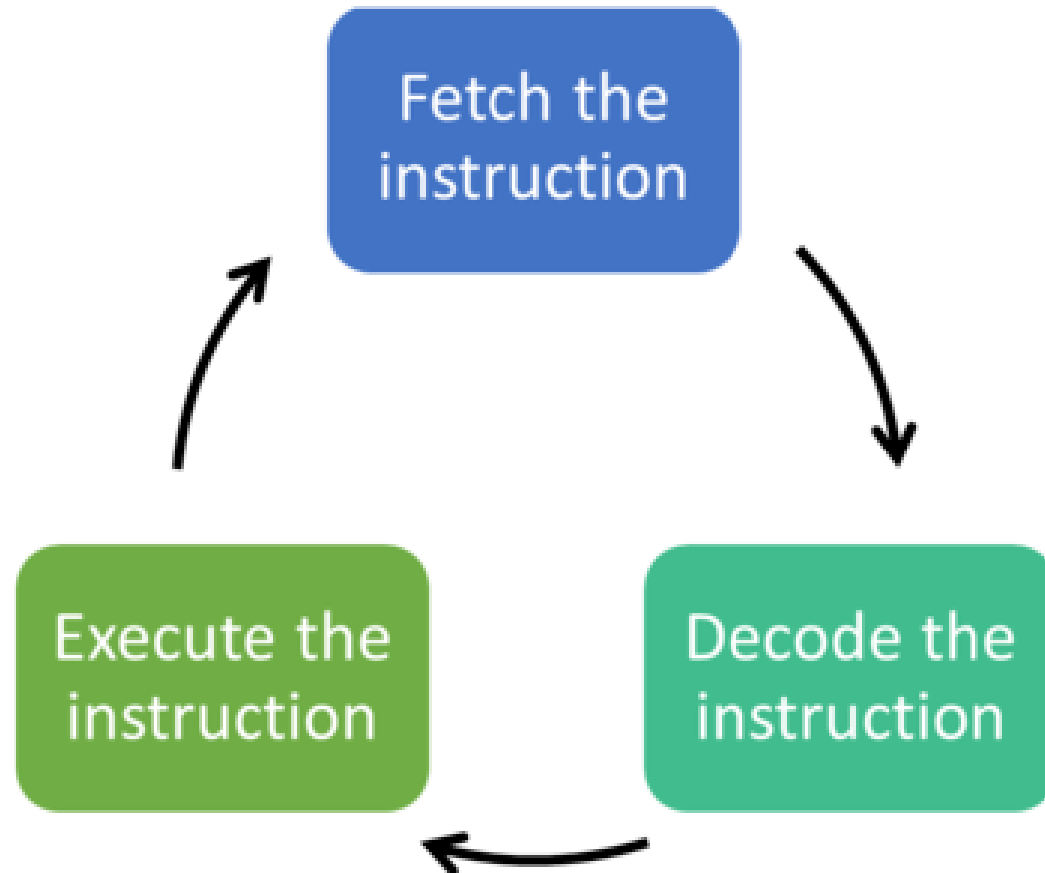 Fetch the
instruction
Decode the
instruction
Execute the
instruction